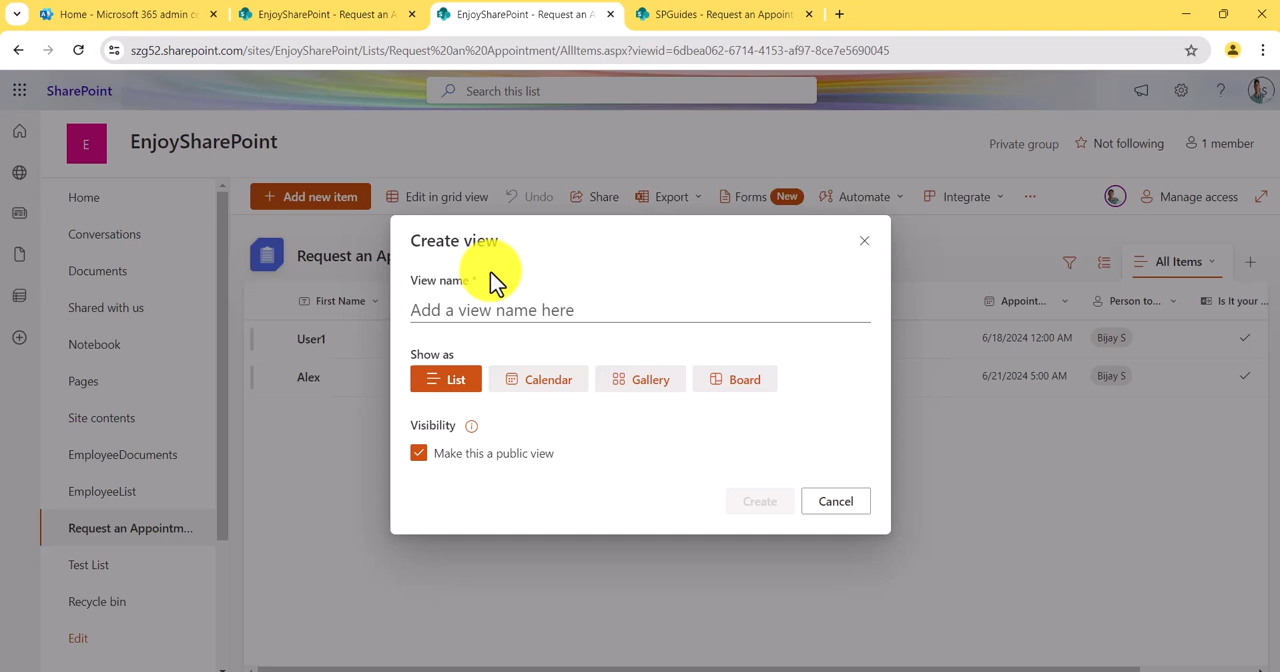 Home - Microsoft 365 admin ce
EnjoySharePoint - Request an A
EnjoySharePoint - Request an A
SPGuides - Request an Appoint
szg52.sharepoint.com/sites/EnjoySharePoint/Lists/Request%20an%20Appointment/AllItems.aspx?viewid=6dbea062-6714-4153-af97-8ce7e5690045
SharePoint
Search this list
E
EnjoySharePoint
Private group
Not following
1 member
Home
Conversations
Documents
Shared with us
Notebook
Pages
Site contents
EmployeeDocuments
EmployeeList
Request an Appointm...
Test List
Recycle bin
Edit
Add new item
Edit in grid view
Undo
Share
Export
Forms
New
Automate
Integrate
...
Manage access
Request an Ap
All Items
First Name
Appoint...
Person to...
Is It your ...
User1
6/18/2024 12:00 AM
Bijay S
Alex
6/21/2024 5:00 AM
Bijay S
Create view
View name *
Add a view name here
Show as
List
Calendar
Gallery
Board
Visibility
Make this a public view
Create
Cancel